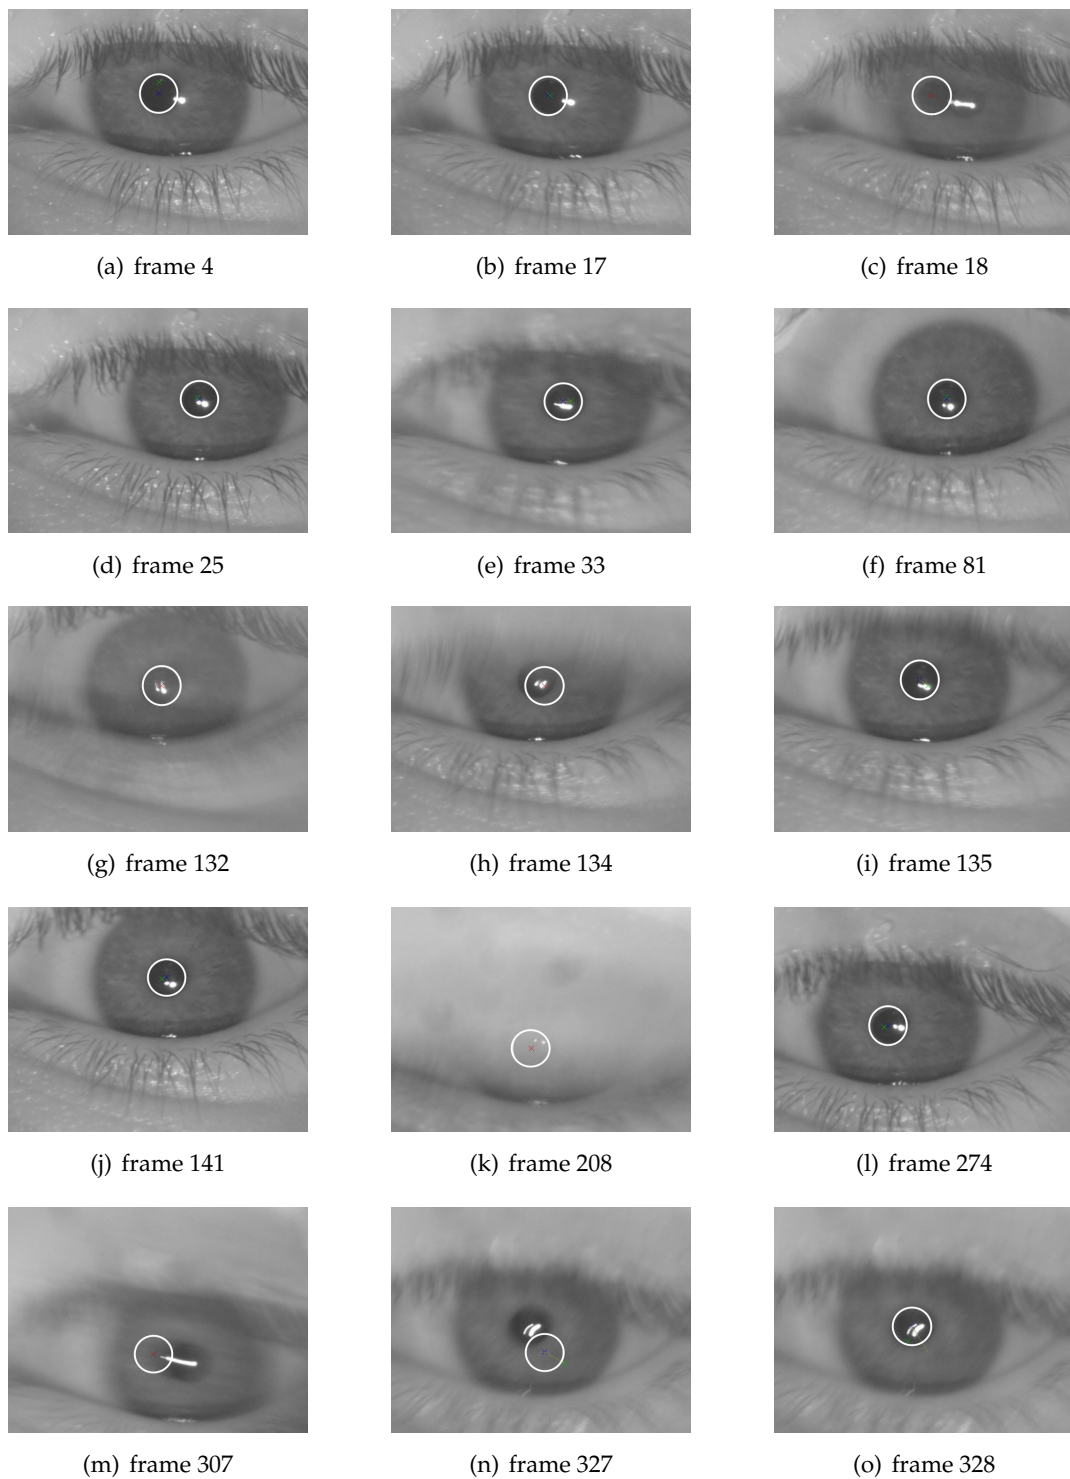 (a) frame 4
(b) frame 17
(c) frame 18
(d) frame 25
(e) frame 33
(f) frame 81
(g) frame 132
(h) frame 134
(i) frame 135
(j) frame 141
(k) frame 208
(l) frame 274
(m) frame 307
(n) frame 327
(o) frame 328